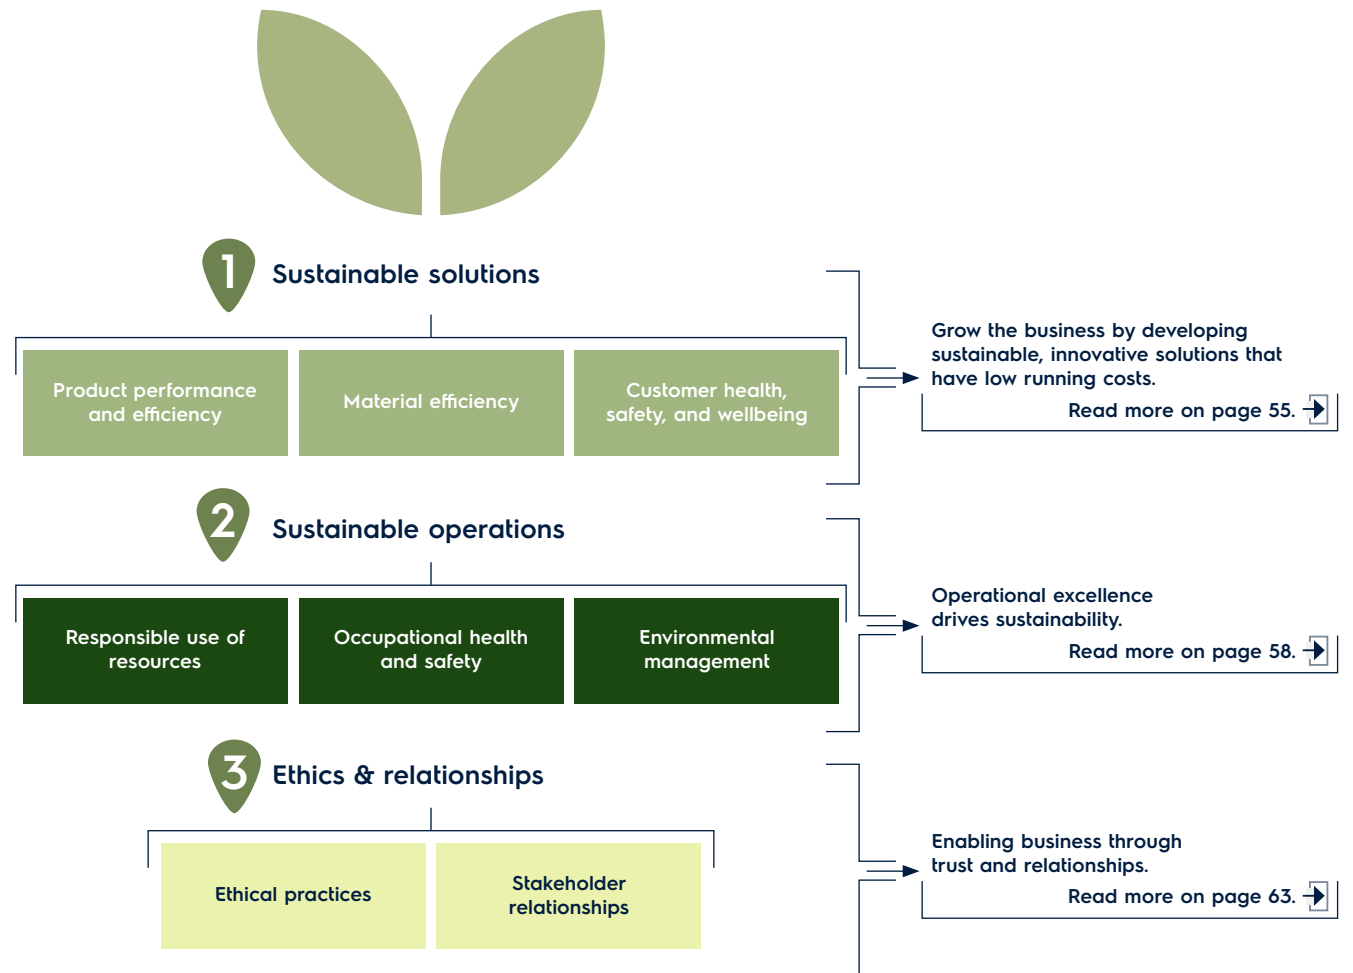 1
Sustainable solutions
Product performance
and efficiency
Material efficiency
Customer health,
safety, and wellbeing
Grow the business by developing
sustainable, innovative solutions that
have low running costs.
Read more on page 55.
2
Sustainable operations
Responsible use of
resources
Occupational health
and safety
Environmental
management
Operational excellence
drives sustainability.
Read more on page 58.
3
Ethics & relationships
Ethical practices
Stakeholder
relationships
Enabling business through
trust and relationships.
Read more on page 63.